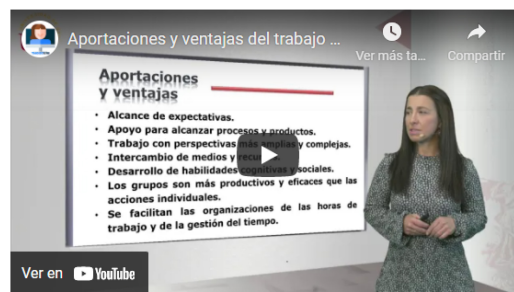 Aportaciones y ventajas del trabajo ...
Ver más ta...
Compartir
Aportaciones
y ventajas
• Alcance de expectativas.
• Apoyo para alcanzar procesos y productos.
• Trabajo con perspectivas más amplias y complejas.
• Intercambio de medios y recu
• Desarrollo de habilidades cognitivas y sociales.
• Los grupos son más productivos y eficaces que las
acciones individuales.
• Se facilitan las organizaciones de las horas de
trabajo y de la gestión del tiempo.
Ver en YouTube